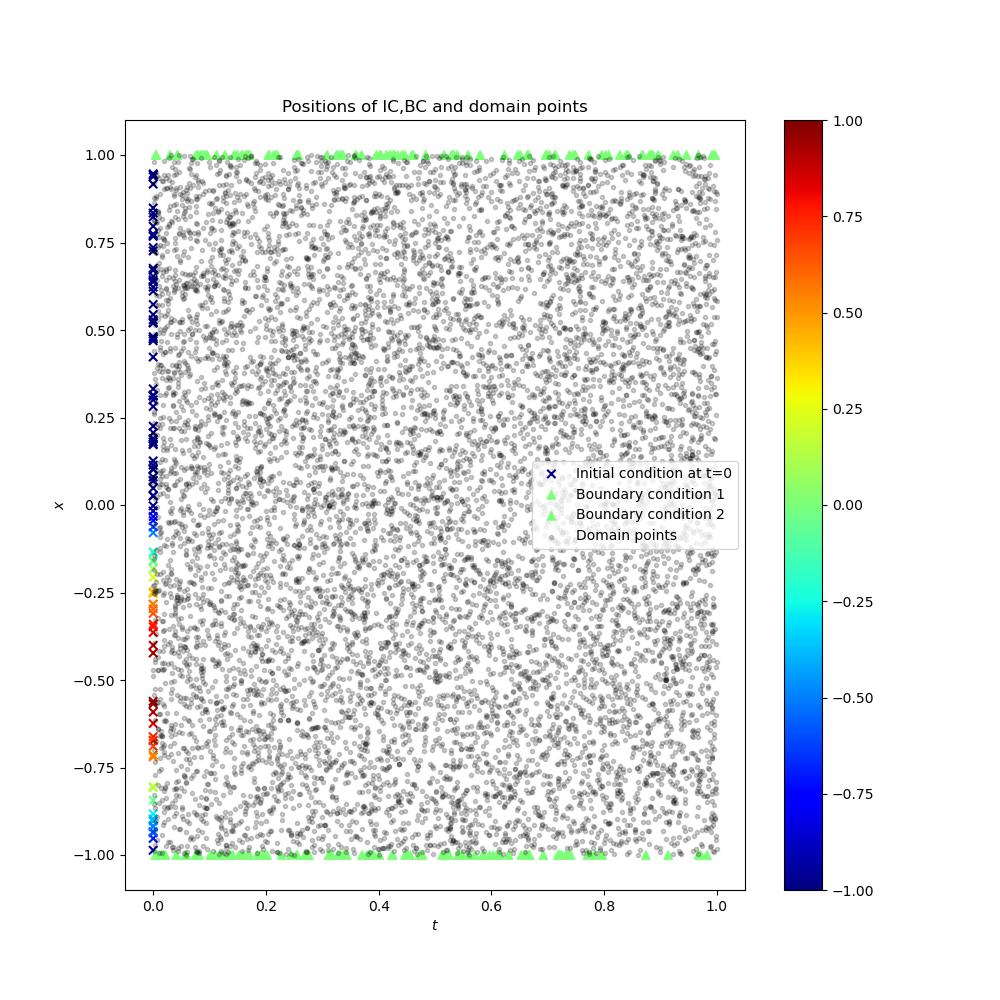 Positions of IC,BC and domain points
1.00
0.75
0.50
0.25
0.00
−0.25
−0.50
−0.75
−1.00
x
0.0 0.2 0.4 0.6 0.8 1.0
t
Initial condition at t=0
Boundary condition 1
Boundary condition 2
Domain points
1.00
0.75
0.50
0.25
0.00
−0.25
−0.50
−0.75
−1.00